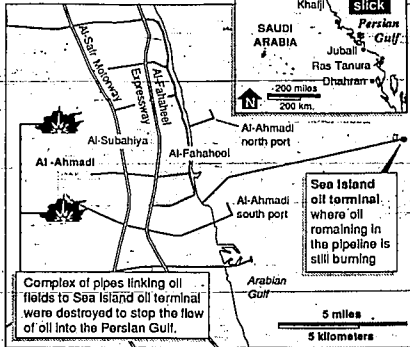 Khafji
slick
Persian
Gulf
SAUDI
ARABIA
Jubail
Ras Tanura
Dhahran
200 miles
200 km.
N
Al-Safr Motorway
Al-Fahaheel
Expressway
Al-Subahiya
Al-Ahmadi
Al-Fahaheel
Al-Ahmadi
north port
Al-Ahmadi
south port
Sea Island
oil terminal
where oil
remaining
in the pipeline is
still burning
Complex of pipes linking oil
fields to Sea Island oil terminal
were destroyed to stop the flow
of oil into the Persian Gulf.
Arabian
Gulf
5 miles
5 kilometers